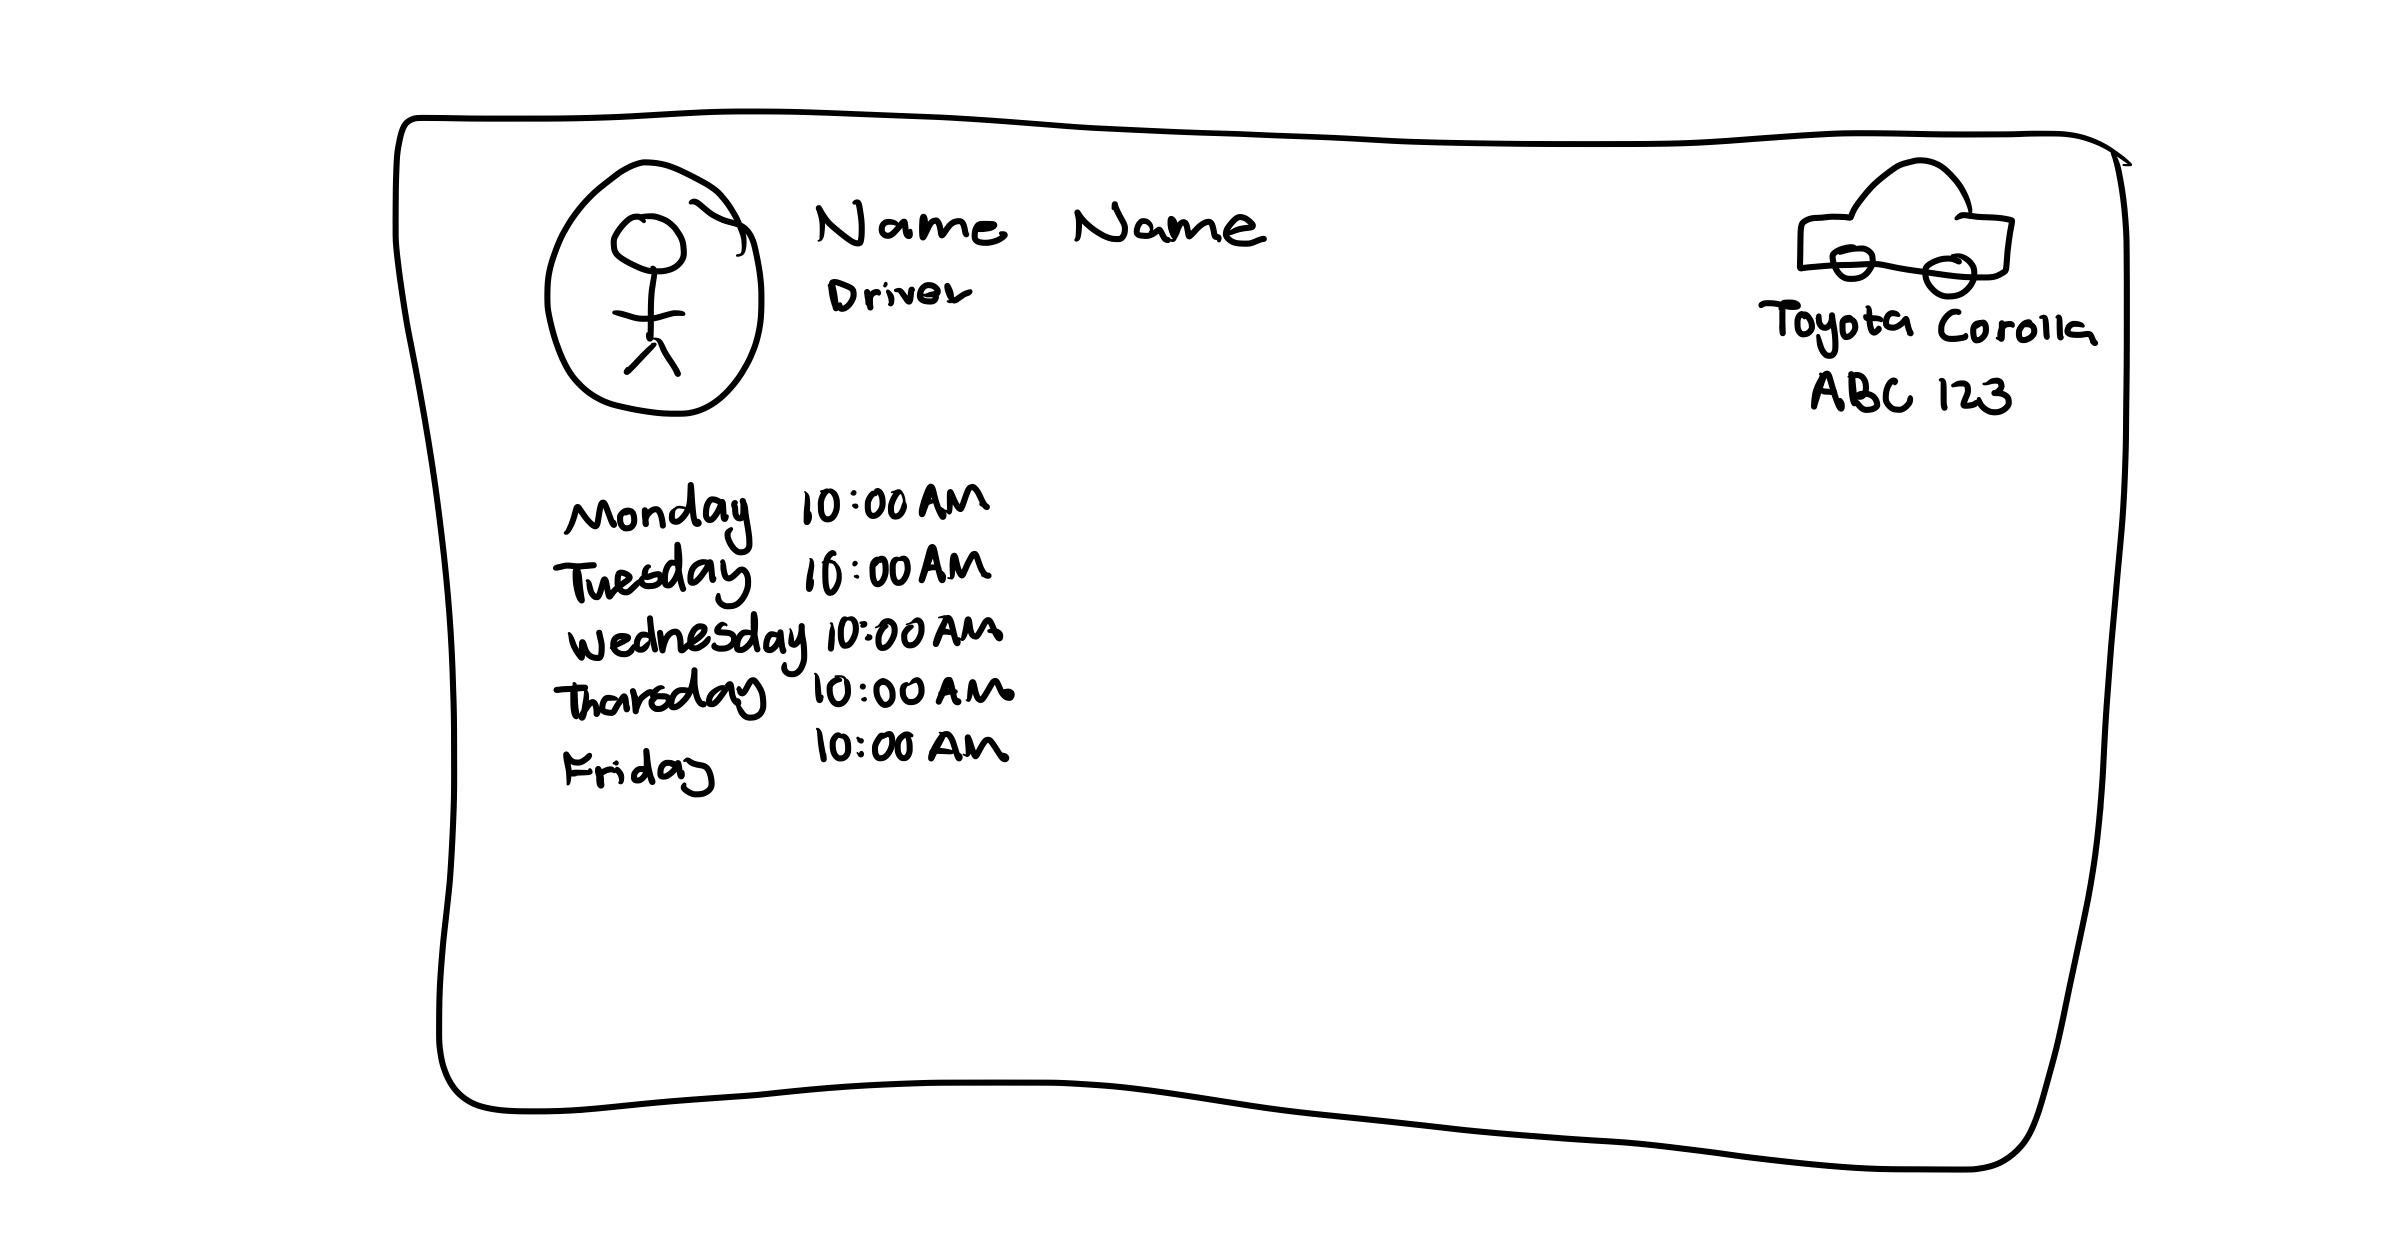 Name Name
Driver
Toyota Corolla
ABC 123
Monday 10:00 AM
Tuesday 10:00 AM
Wednesday 10:00 AM
Thursday 10:00 AM
Friday 10:00 AM